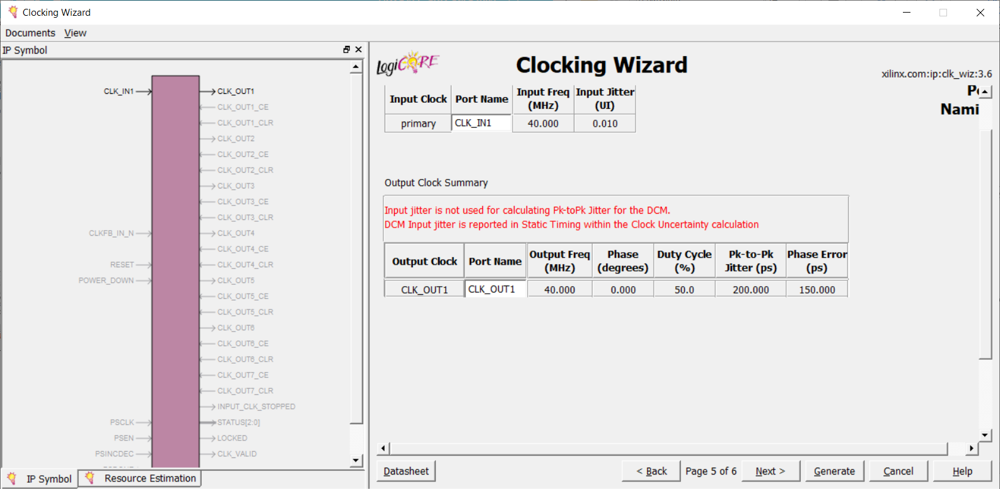 Clocking Wizard
Documents View
IP Symbol
CLK_IN1
CLKFB_IN_N
RESET
POWER_DOWN
PSCLK
PSEN
PSINCDEC
CLK_OUT1
CLK_OUT1_CE
CLK_OUT1_CLR
CLK_OUT2
CLK_OUT2_CE
CLK_OUT2_CLR
CLK_OUT3
CLK_OUT3_CE
CLK_OUT3_CLR
CLK_OUT4
CLK_OUT4_CE
CLK_OUT4_CLR
CLK_OUT5
CLK_OUT5_CE
CLK_OUT5_CLR
CLK_OUT6
CLK_OUT6_CE
CLK_OUT6_CLR
CLK_OUT7_CE
CLK_OUT7_CLR
INPUT_CLK_STOPPED
STATUS[2:0]
LOCKED
CLK_VALID
IP Symbol Resource Estimation
LogiCORE
Clocking Wizard
xilinx.com:ip:clk_wiz:3.6
Nami
Input Clock Port Name Input Freq (MHz) Input Jitter (UI)
primary CLK_IN1 40.000 0.010
Output Clock Summary
Input jitter is not used for calculating Pk-toPk Jitter for the DCM.
DCM Input jitter is reported in Static Timing within the Clock Uncertainty calculation
Output Clock Port Name Output Freq (MHz) Phase (degrees) Duty Cycle (%) Pk-to-Pk Jitter (ps) Phase Error (ps)
CLK_OUT1 CLK_OUT1 40.000 0.000 50.0 200.000 150.000
Datasheet < Back Page 5 of 6 Next > Generate Cancel Help